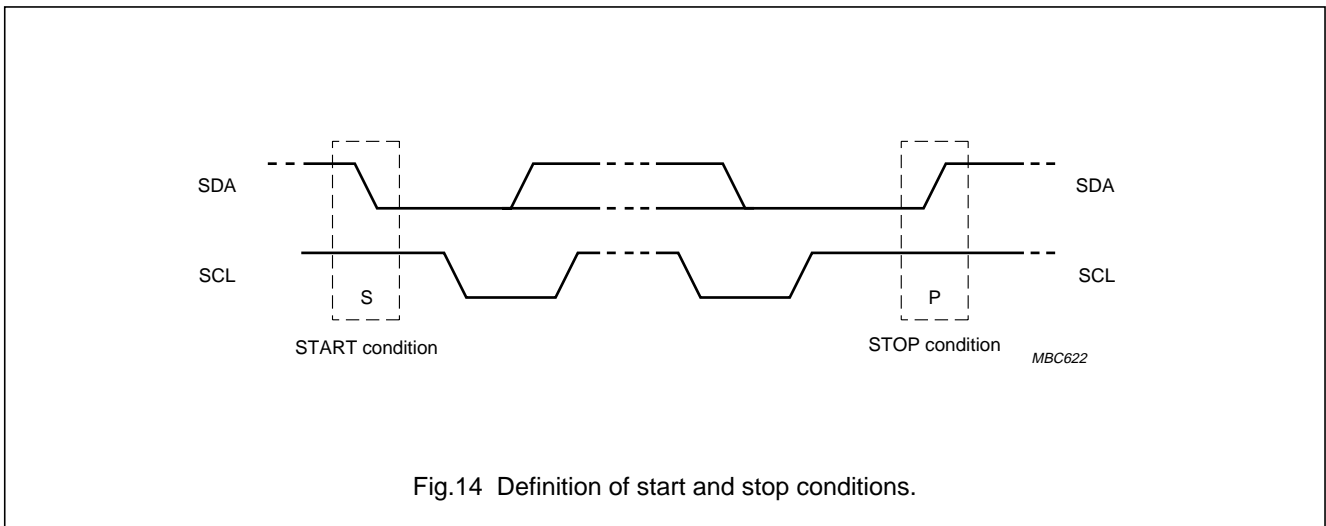 SDA
SDA
SCL
SCL
S
P
START condition
STOP condition
MBC622
Fig.14 Definition of start and stop conditions.